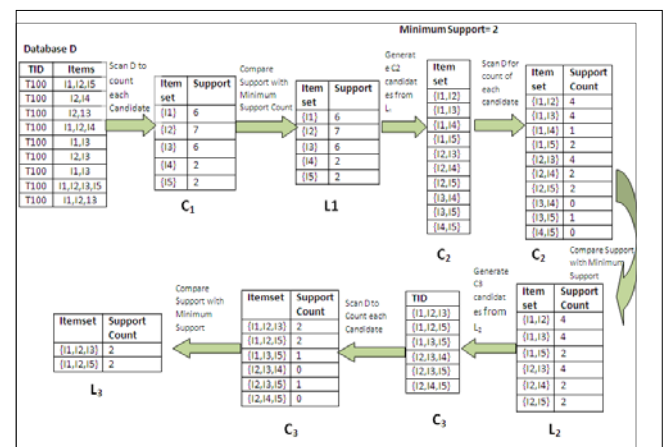 Minimum Support= 2
Database D
TID Items
T100 I1,I2,I5
T100 I2,I4
T100 I2,13
T100 I1,I2,I4
T100 I1,I3
T100 I2,I3
T100 I1,I3
T100 I1,I2,I3,I5
T100 I1,I2,13
Scan D to
count
each
Candidate
Item
set Support
{I1} 6
{I2} 7
{I3} 6
{I4} 2
{I5} 2
C1
Compare
Support with
Minimum
Support Count
Item
set Support
{I1} 6
{I2} 7
{I3} 6
{I4} 2
{I5} 2
L1
Generat
e C2
candidat
es from
L
Item
set
{I1,I2}
{I1,I3}
{I1,I4}
{I1,I5}
{I2,I3}
{I2,I4}
{I2,I5}
{I3,I4}
{I3,I5}
{I4,I5}
C2
Scan D for
count of
each
candidate
Item
set Support
Count
{I1,I2} 4
{I1,I3} 4
{I1,I4} 1
{I1,I5} 2
{I2,I3} 4
{I2,I4} 2
{I2,I5} 2
{I3,I4} 0
{I3,I5} 1
{I4,I5} 0
C2
Compare Support
with Minimum
Support
Item
set Support
Count
{I1,I2} 4
{I1,I3} 4
{I1,I5} 2
{I2,I3} 4
{I2,I4} 2
{I2,I5} 2
L2
Generate
C3
candidat
es from
L2
TID
{I1,I2,I3}
{I1,I2,I5}
{I1,I3,I5}
{I2,I3,I4}
{I2,I3,I5}
{I2,I4,I5}
C3
Scan D to
Count each
Candidate
Itemset Support
Count
{I1,I2,I3} 2
{I1,I2,I5} 2
{I1,I3,I5} 1
{I2,I3,I4} 0
{I2,I3,I5} 1
{I2,I4,I5} 0
C3
Compare
Support with
Minimum
Support
Itemset Support
Count
{I1,I2,I3} 2
{I1,I2,I5} 2
L3